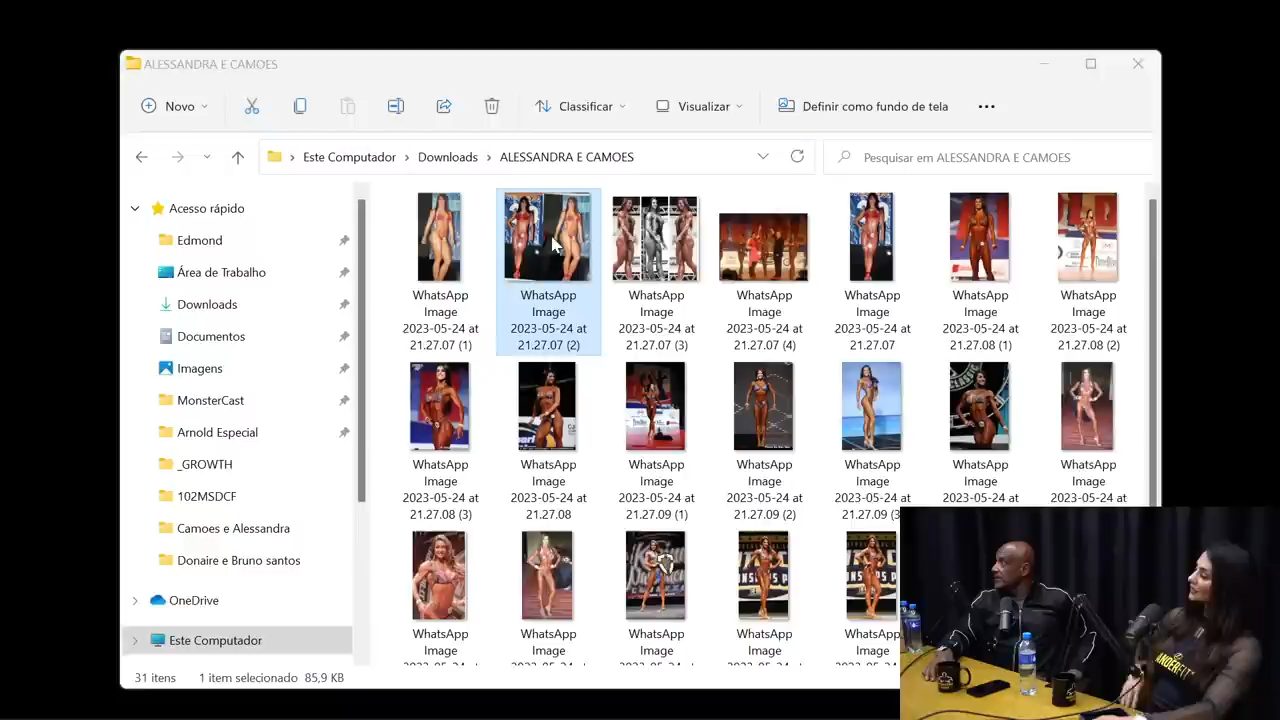 ALESSANDRA E CAMOES
Novo
Classificar
Visualizar
Definir como fundo de tela
Este Computador
Downloads
ALESSANDRA E CAMOES
Pesquisar em ALESSANDRA E CAMOES
Acesso rápido
Edmond
Área de Trabalho
Downloads
Documentos
Imagens
MonsterCast
Arnold Especial
_GROWTH
102MSDCF
Camoes e Alessandra
Donaire e Bruno santos
OneDrive
Este Computador
WhatsApp
Image
2023-05-24 at
21.27.07 (1)
WhatsApp
Image
2023-05-24 at
21.27.07 (2)
WhatsApp
Image
2023-05-24 at
21.27.07 (3)
WhatsApp
Image
2023-05-24 at
21.27.07 (4)
WhatsApp
Image
2023-05-24 at
21.27.07
WhatsApp
Image
2023-05-24 at
21.27.08 (1)
WhatsApp
Image
2023-05-24 at
21.27.08 (2)
WhatsApp
Image
2023-05-24 at
21.27.08 (3)
WhatsApp
Image
2023-05-24 at
21.27.08
WhatsApp
Image
2023-05-24 at
21.27.09 (1)
WhatsApp
Image
2023-05-24 at
21.27.09 (2)
WhatsApp
Image
2023-05-24 at
21.27.09 (3
WhatsApp
Image
2023-05-24 at
WhatsApp
Image
2023-05-24 at
WhatsApp
Image
WhatsApp
Image
WhatsApp
Image
WhatsApp
Image
WhatsApp
Image
31 itens
1 item selecionado
85,9 KB